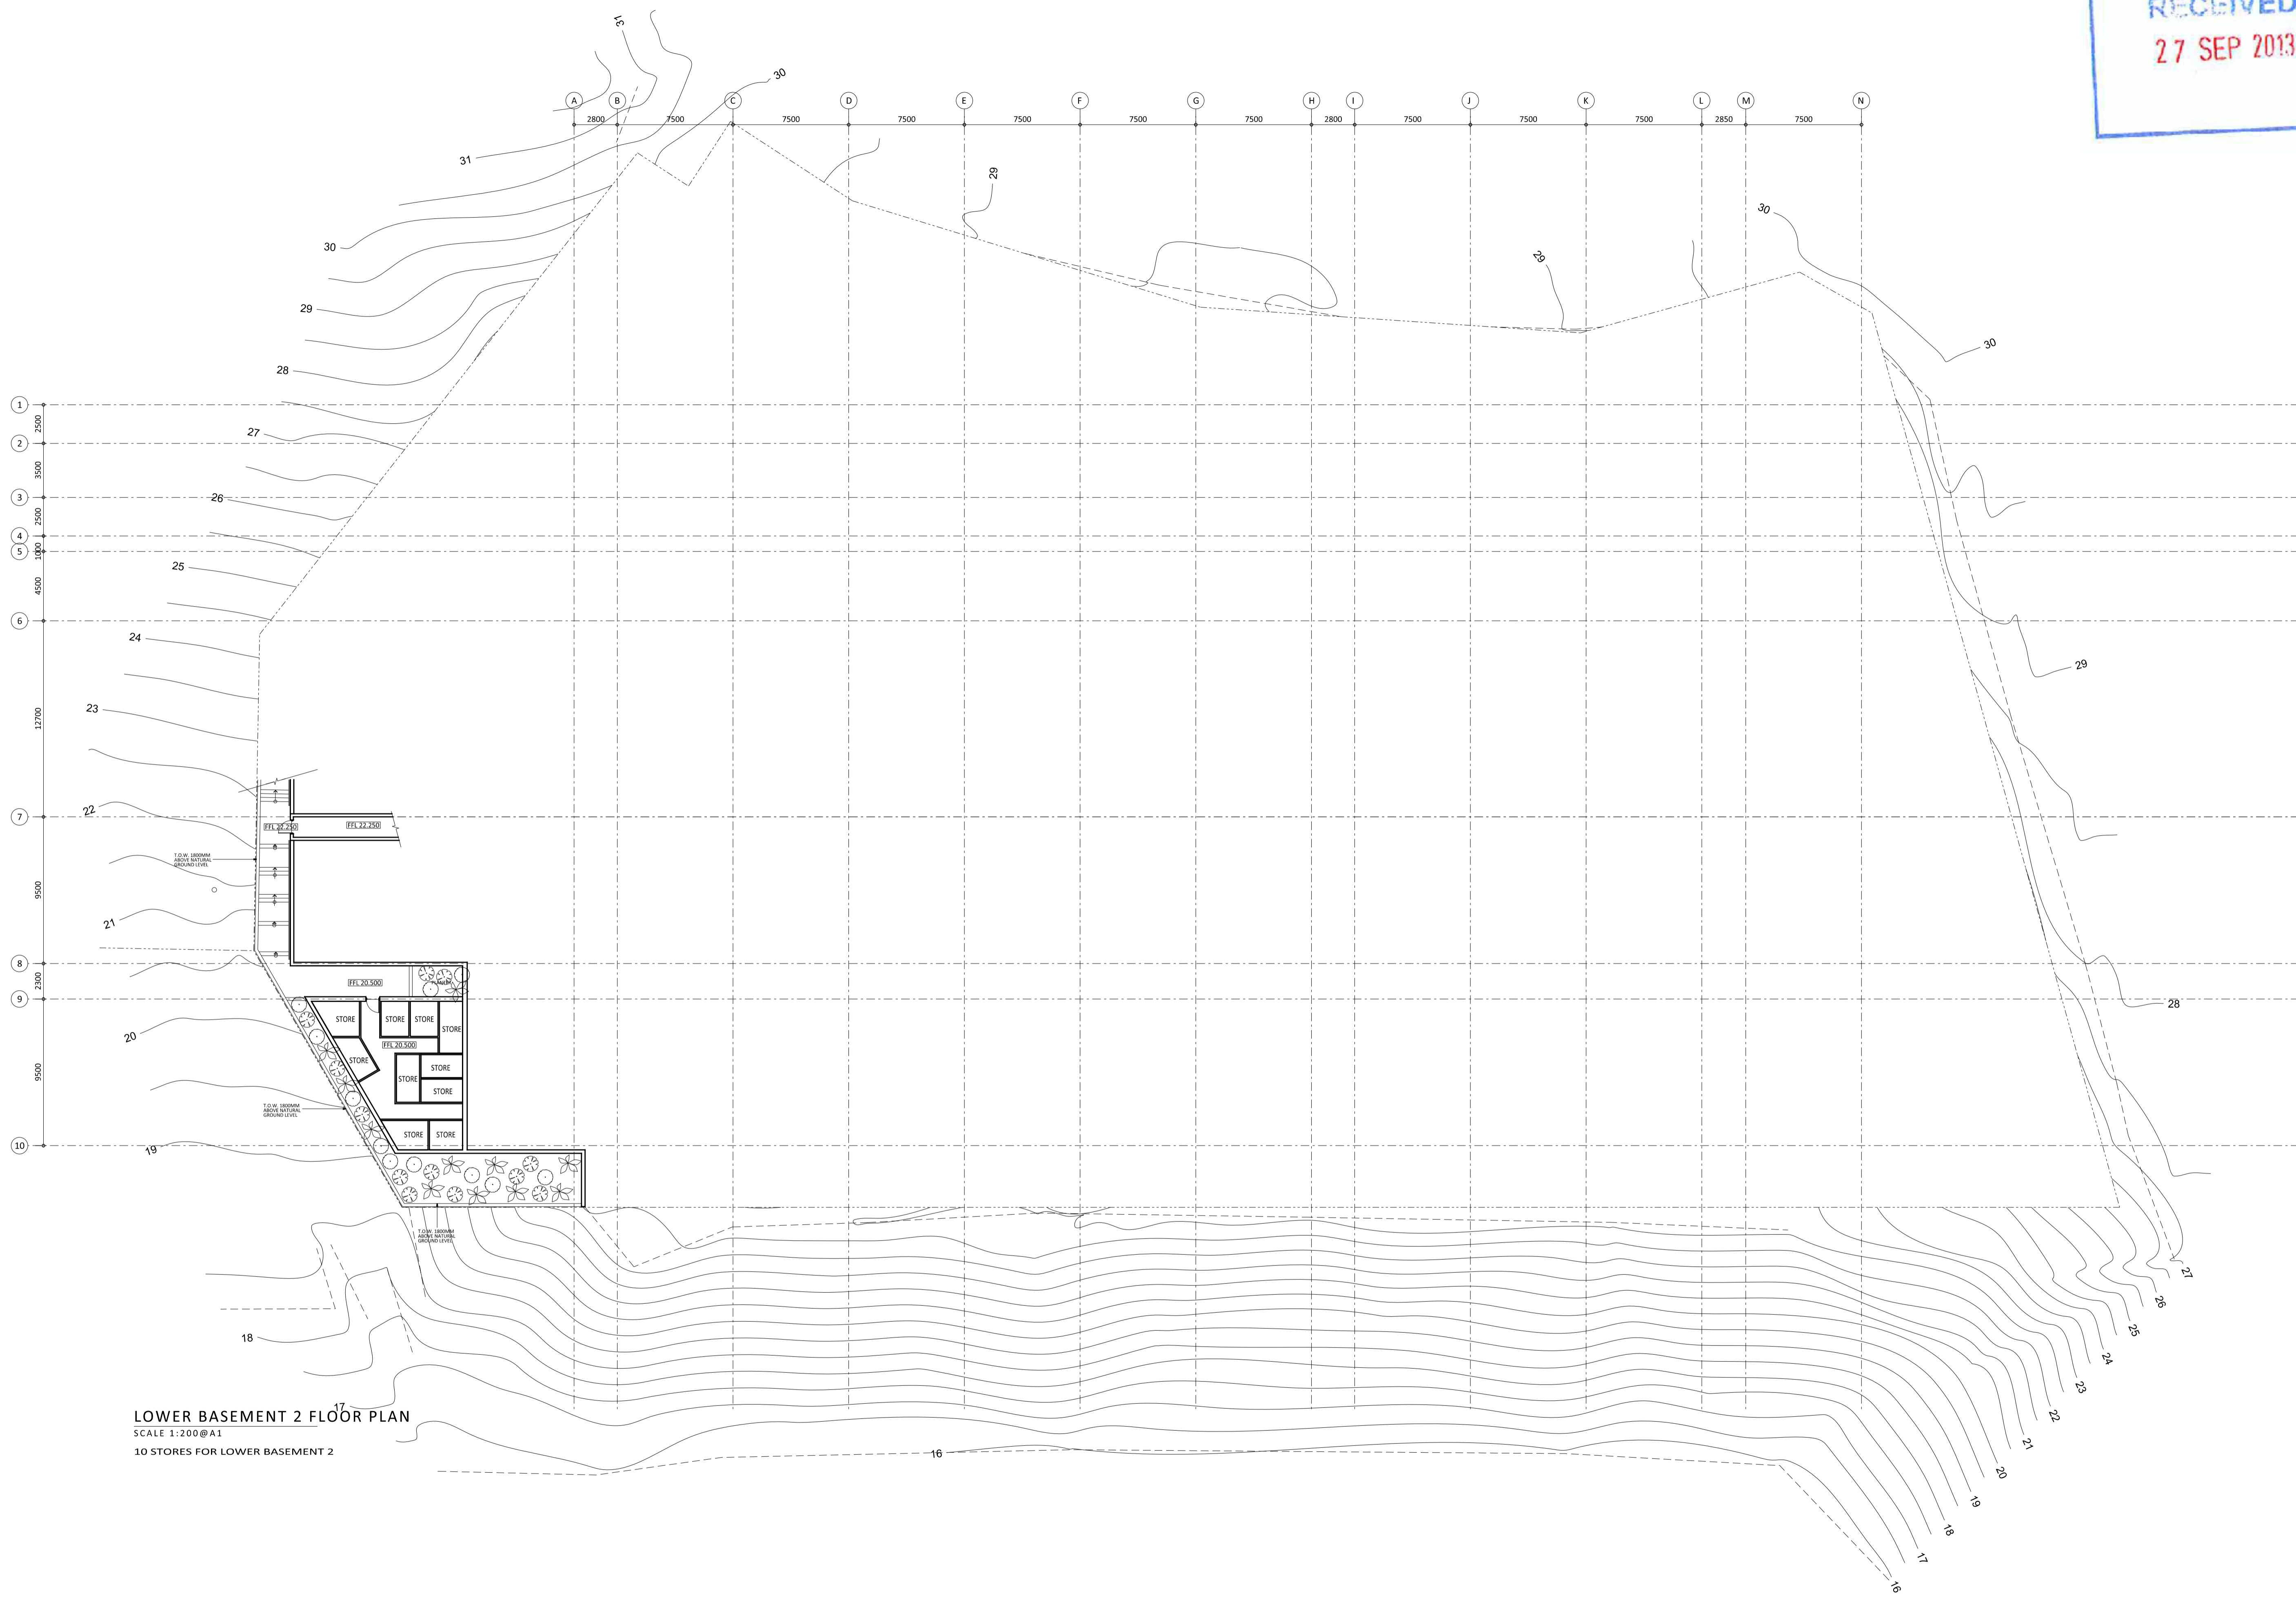 RECEIVED
27 SEP 2013
31
30
A B C D E F G H I J K L M N
2800 7500 7500 7500 7500 7500 7500 2800 7500 7500 7500 2850 7500
31
29
30
30
29
29
28
30
1
2500
2
27
3500
3
26
2500
4
5
1000
25
4500
6
24
29
23
12700
22
7
FFL 22.250
FFL 22.250
T.O.W. 1800MM
ABOVE NATURAL
GROUND LEVEL
9500
21
8
2300
FFL 20.500
9
28
STORE STORE STORE
STORE
20
FFL 20.500
STORE
STORE
9500
STORE
STORE
T.O.W. 1800MM
ABOVE NATURAL
GROUND LEVEL
STORE STORE
10
19
T.O.W. 1800MM
ABOVE NATURAL
GROUND LEVEL
27
26
18
25
24
23
17
22
LOWER BASEMENT 2 FLOOR PLAN
SCALE 1:200@A1
10 STORES FOR LOWER BASEMENT 2
21
16
20
19
18
17
16